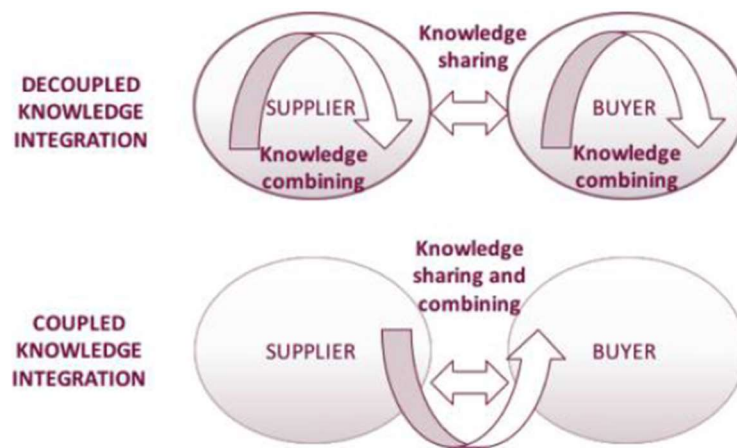 Knowledge
sharing
DECOUPLED
KNOWLEDGE
INTEGRATION
SUPPLIER
Knowledge
combining
BUYER
Knowledge
combining
Knowledge
sharing and
combining
COUPLED
KNOWLEDGE
INTEGRATION
SUPPLIER
BUYER